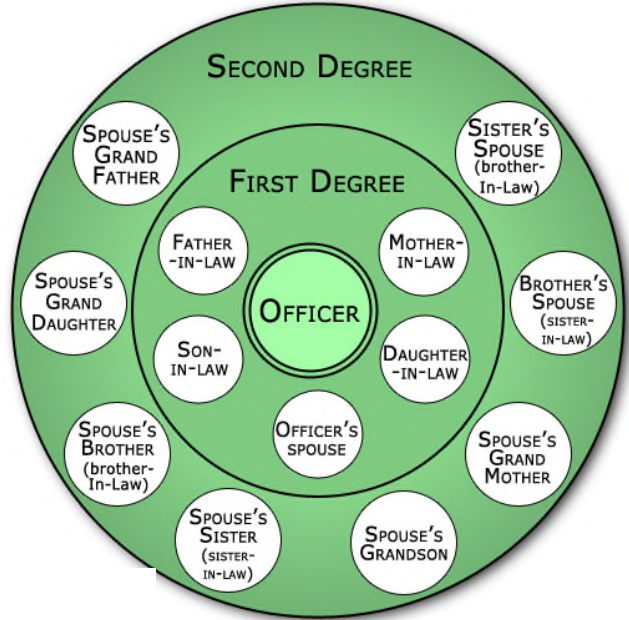 SECOND DEGREE
SPOUSE'S
GRAND
FATHER
SISTER'S
SPOUSE
(brother-
In-Law)
FIRST DEGREE
FATHER
-IN-LAW
MOTHER-
IN-LAW
SPOUSE'S
GRAND
DAUGHTER
OFFICER
BROTHER'S
SPOUSE
(SISTER-
IN-LAW)
SON-
IN-LAW
DAUGHTER
-IN-LAW
SPOUSE'S
BROTHER
(brother-
In-Law)
OFFICER'S
SPOUSE
SPOUSE'S
GRAND
MOTHER
SPOUSE'S
SISTER
(SISTER-
IN-LAW)
SPOUSE'S
GRANDSON